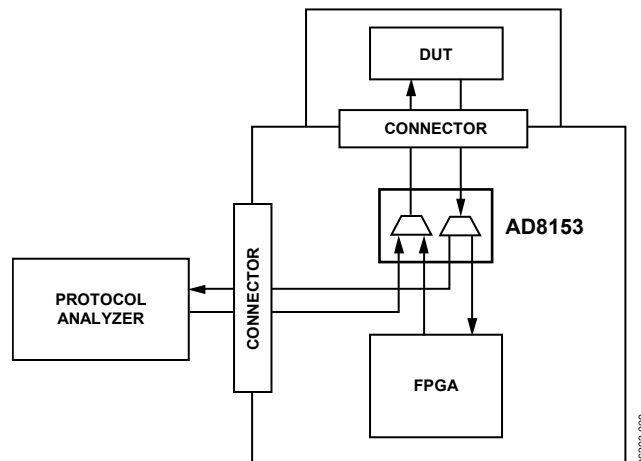 DUT
CONNECTOR
AD8153
CONNECTOR
PROTOCOL
ANALYZER
FPGA